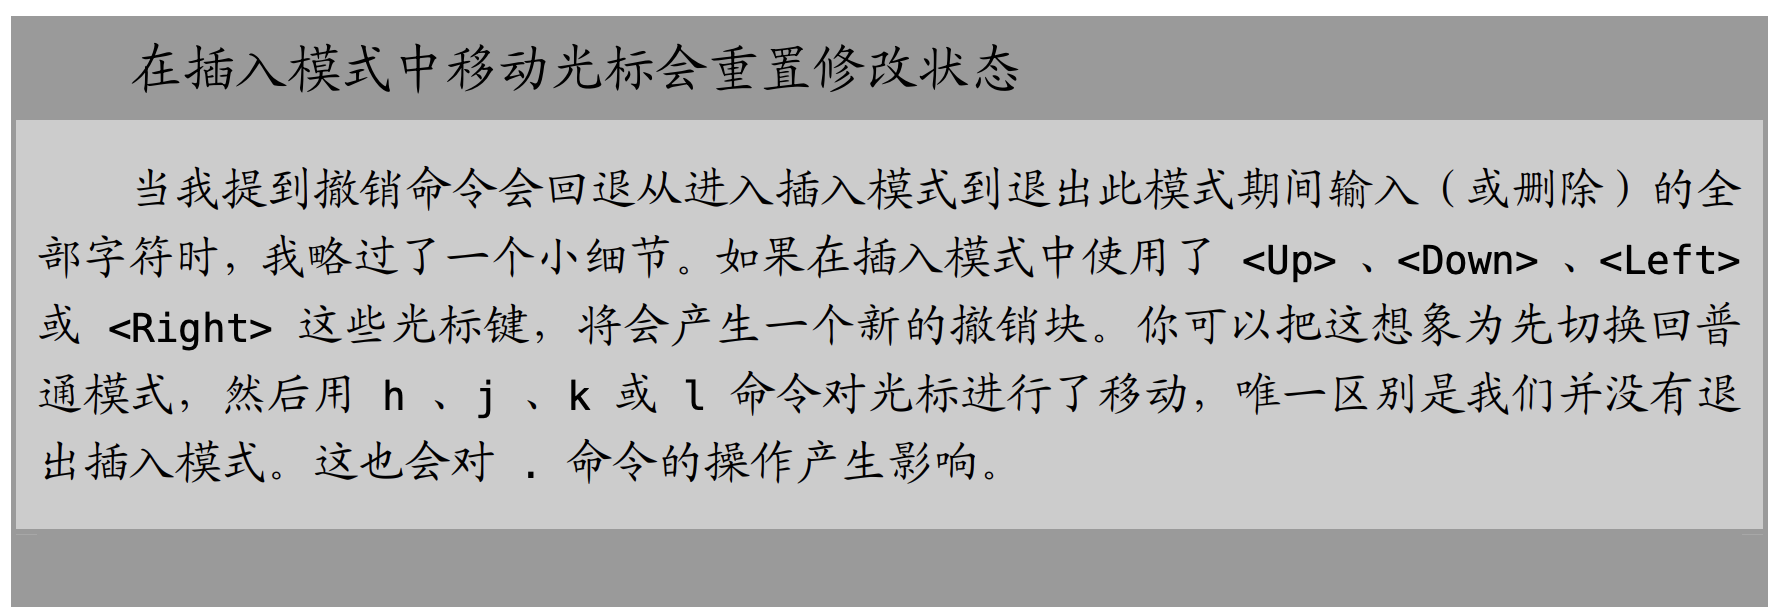 在插入模式中移动光标会重置修改状态
当我提到撤销命令会回退从进入插入模式到退出此模式期间输入（或删除）的全
部字符时，我略过了一个小细节。如果在插入模式中使用了 <Up> 、<Down> 、<Left>
或 <Right> 这些光标键，将会产生一个新的撤销块。你可以把这想象为先切换回普
通模式，然后用 h 、j 、k 或 l 命令对光标进行了移动，唯一区别是我们并没有退
出插入模式。这也会对 . 命令的操作产生影响。